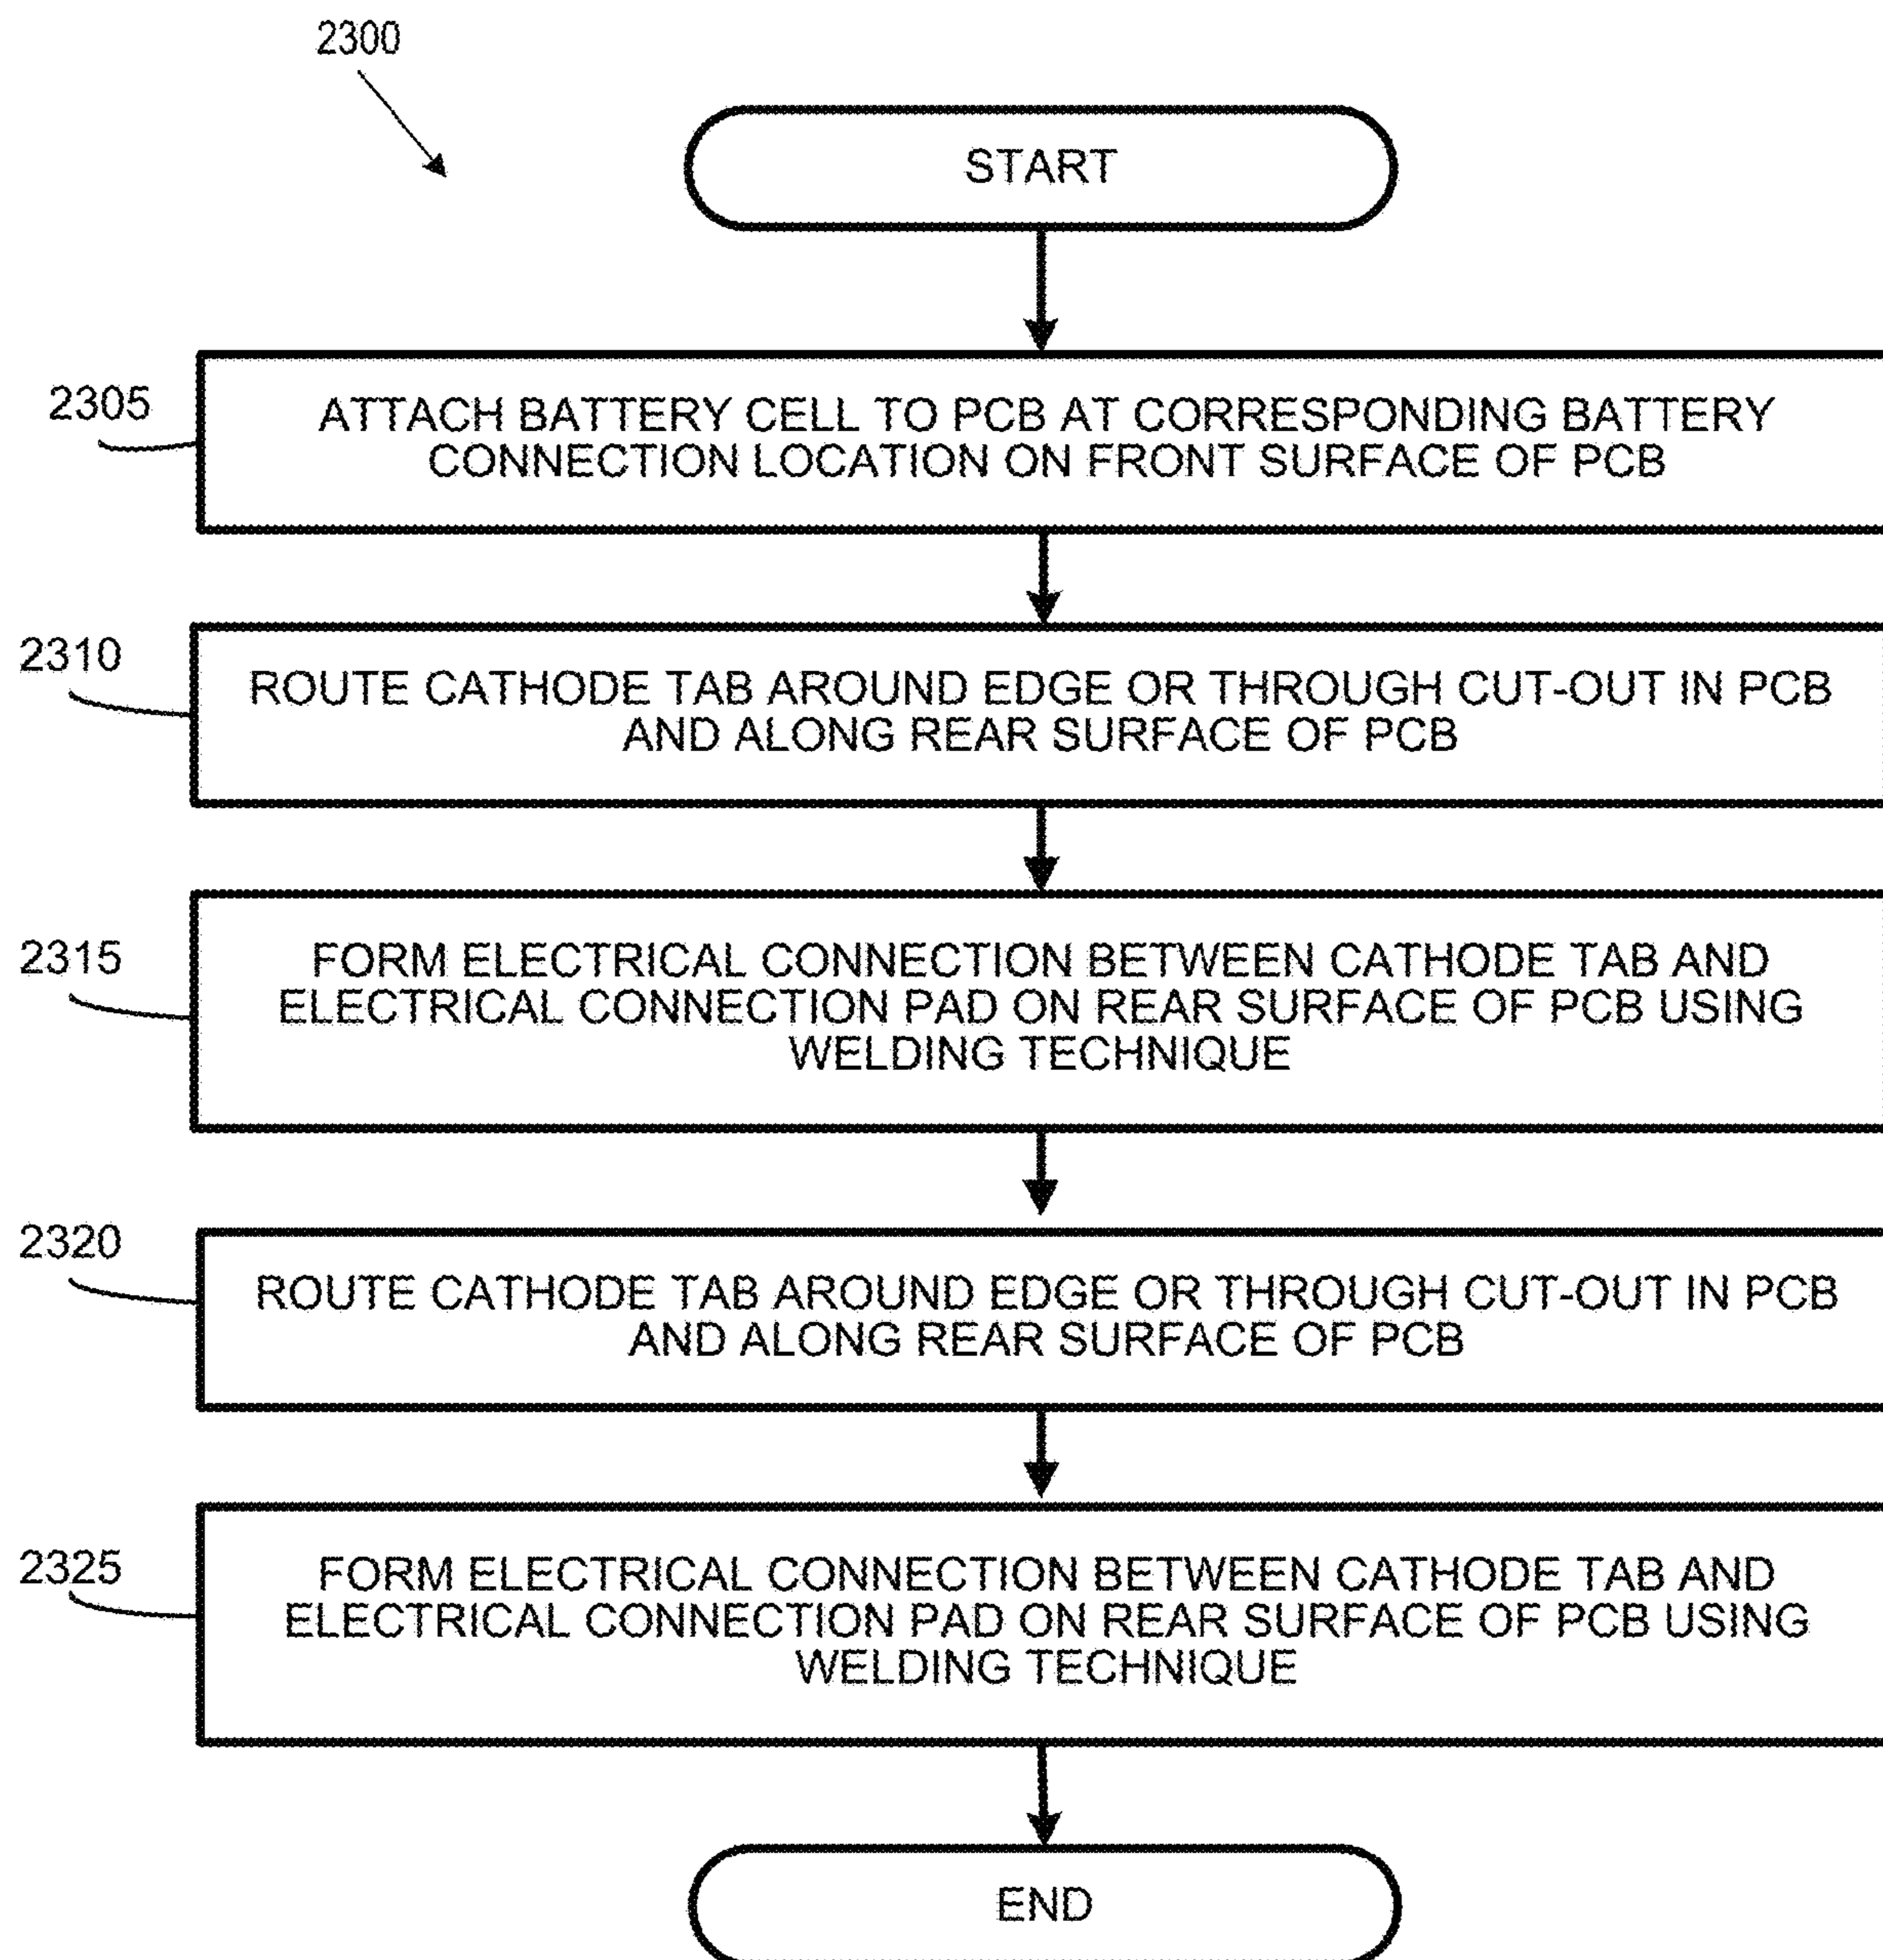 2300
START
2305
ATTACH BATTERY CELL TO PCB AT CORRESPONDING BATTERY
CONNECTION LOCATION ON FRONT SURFACE OF PCB
2310
ROUTE CATHODE TAB AROUND EDGE OR THROUGH CUT-OUT IN PCB
AND ALONG REAR SURFACE OF PCB
2315
FORM ELECTRICAL CONNECTION BETWEEN CATHODE TAB AND
ELECTRICAL CONNECTION PAD ON REAR SURFACE OF PCB USING
WELDING TECHNIQUE
2320
ROUTE CATHODE TAB AROUND EDGE OR THROUGH CUT-OUT IN PCB
AND ALONG REAR SURFACE OF PCB
2325
FORM ELECTRICAL CONNECTION BETWEEN CATHODE TAB AND
ELECTRICAL CONNECTION PAD ON REAR SURFACE OF PCB USING
WELDING TECHNIQUE
END